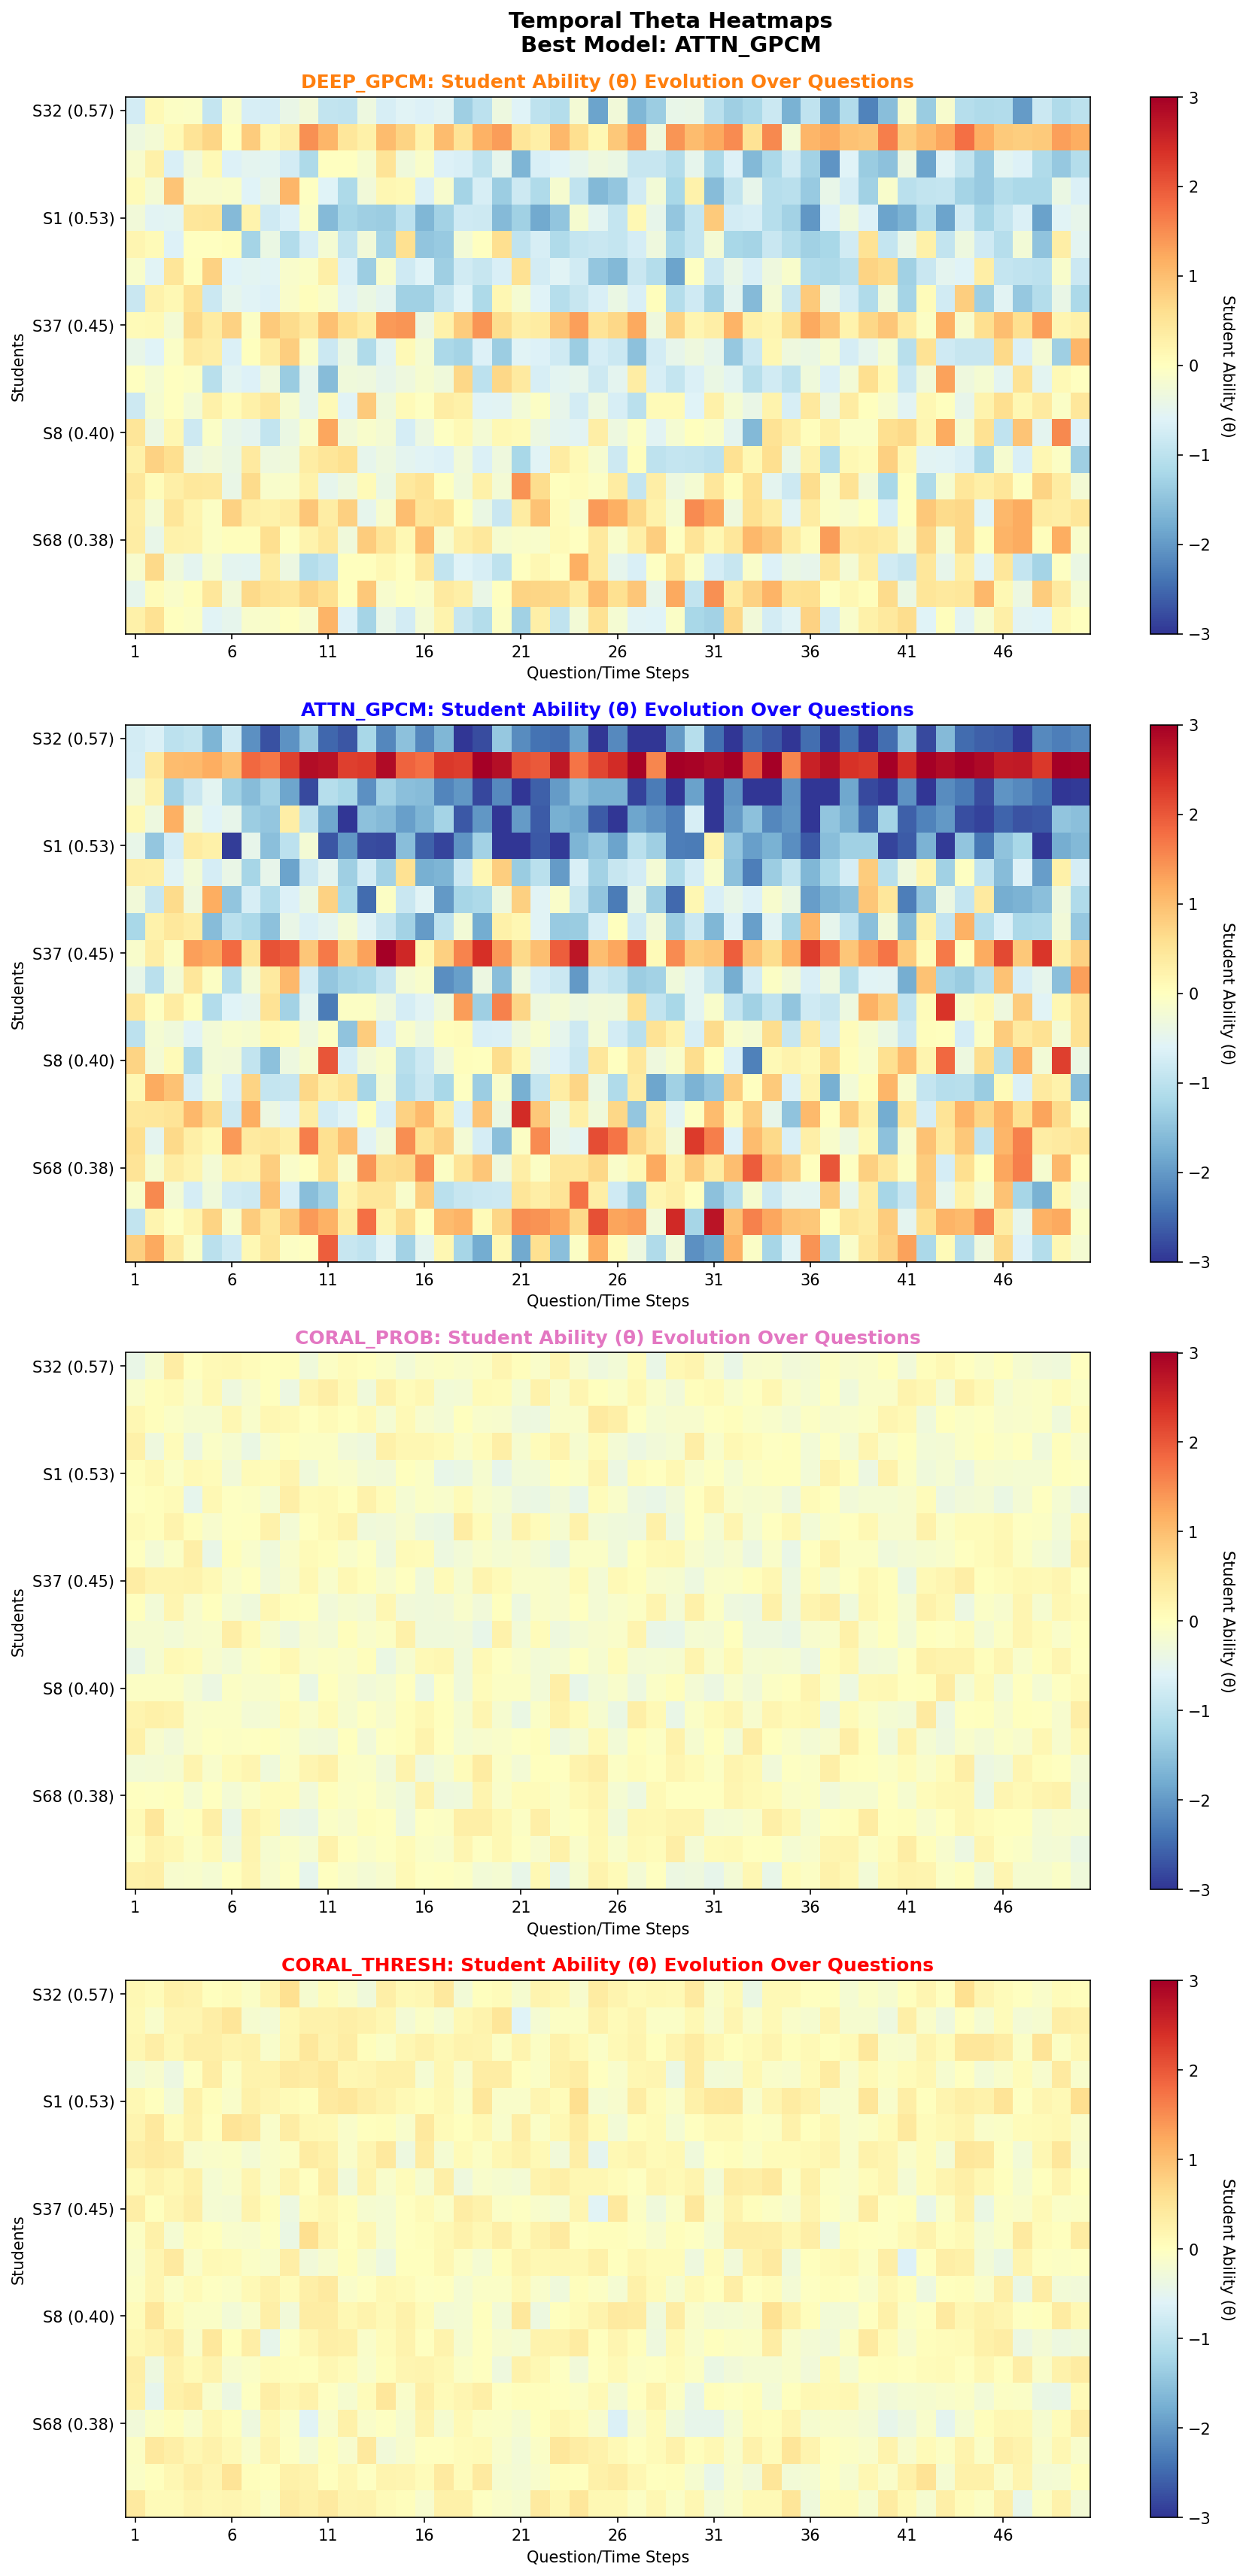 Temporal Theta Heatmaps
Best Model: ATTN_GPCM
DEEP_GPCM: Student Ability (θ) Evolution Over Questions
Students
S32 (0.57)
S1 (0.53)
S37 (0.45)
S8 (0.40)
S68 (0.38)
1 6 11 16 21 26 31 36 41 46
Question/Time Steps
3
2
1
0
−1
−2
−3
Student Ability (θ)
ATTN_GPCM: Student Ability (θ) Evolution Over Questions
Students
S32 (0.57)
S1 (0.53)
S37 (0.45)
S8 (0.40)
S68 (0.38)
1 6 11 16 21 26 31 36 41 46
Question/Time Steps
3
2
1
0
−1
−2
−3
Student Ability (θ)
CORAL_PROB: Student Ability (θ) Evolution Over Questions
Students
S32 (0.57)
S1 (0.53)
S37 (0.45)
S8 (0.40)
S68 (0.38)
1 6 11 16 21 26 31 36 41 46
Question/Time Steps
3
2
1
0
−1
−2
−3
Student Ability (θ)
CORAL_THRESH: Student Ability (θ) Evolution Over Questions
Students
S32 (0.57)
S1 (0.53)
S37 (0.45)
S8 (0.40)
S68 (0.38)
1 6 11 16 21 26 31 36 41 46
Question/Time Steps
3
2
1
0
−1
−2
−3
Student Ability (θ)